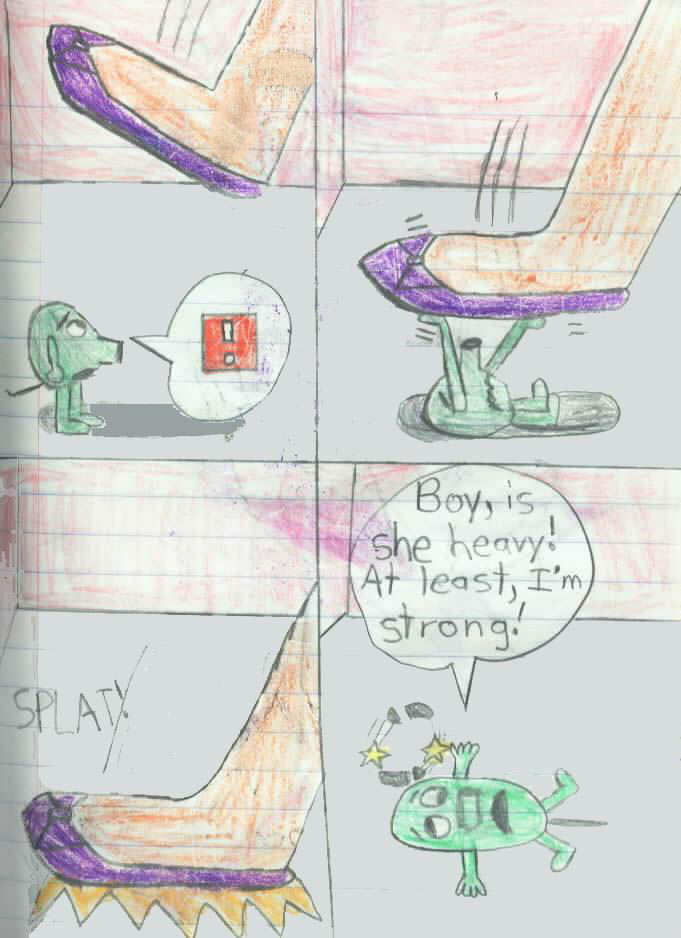 !
SPLAT!
Boy, is
she heavy!
At least, I'm
strong!